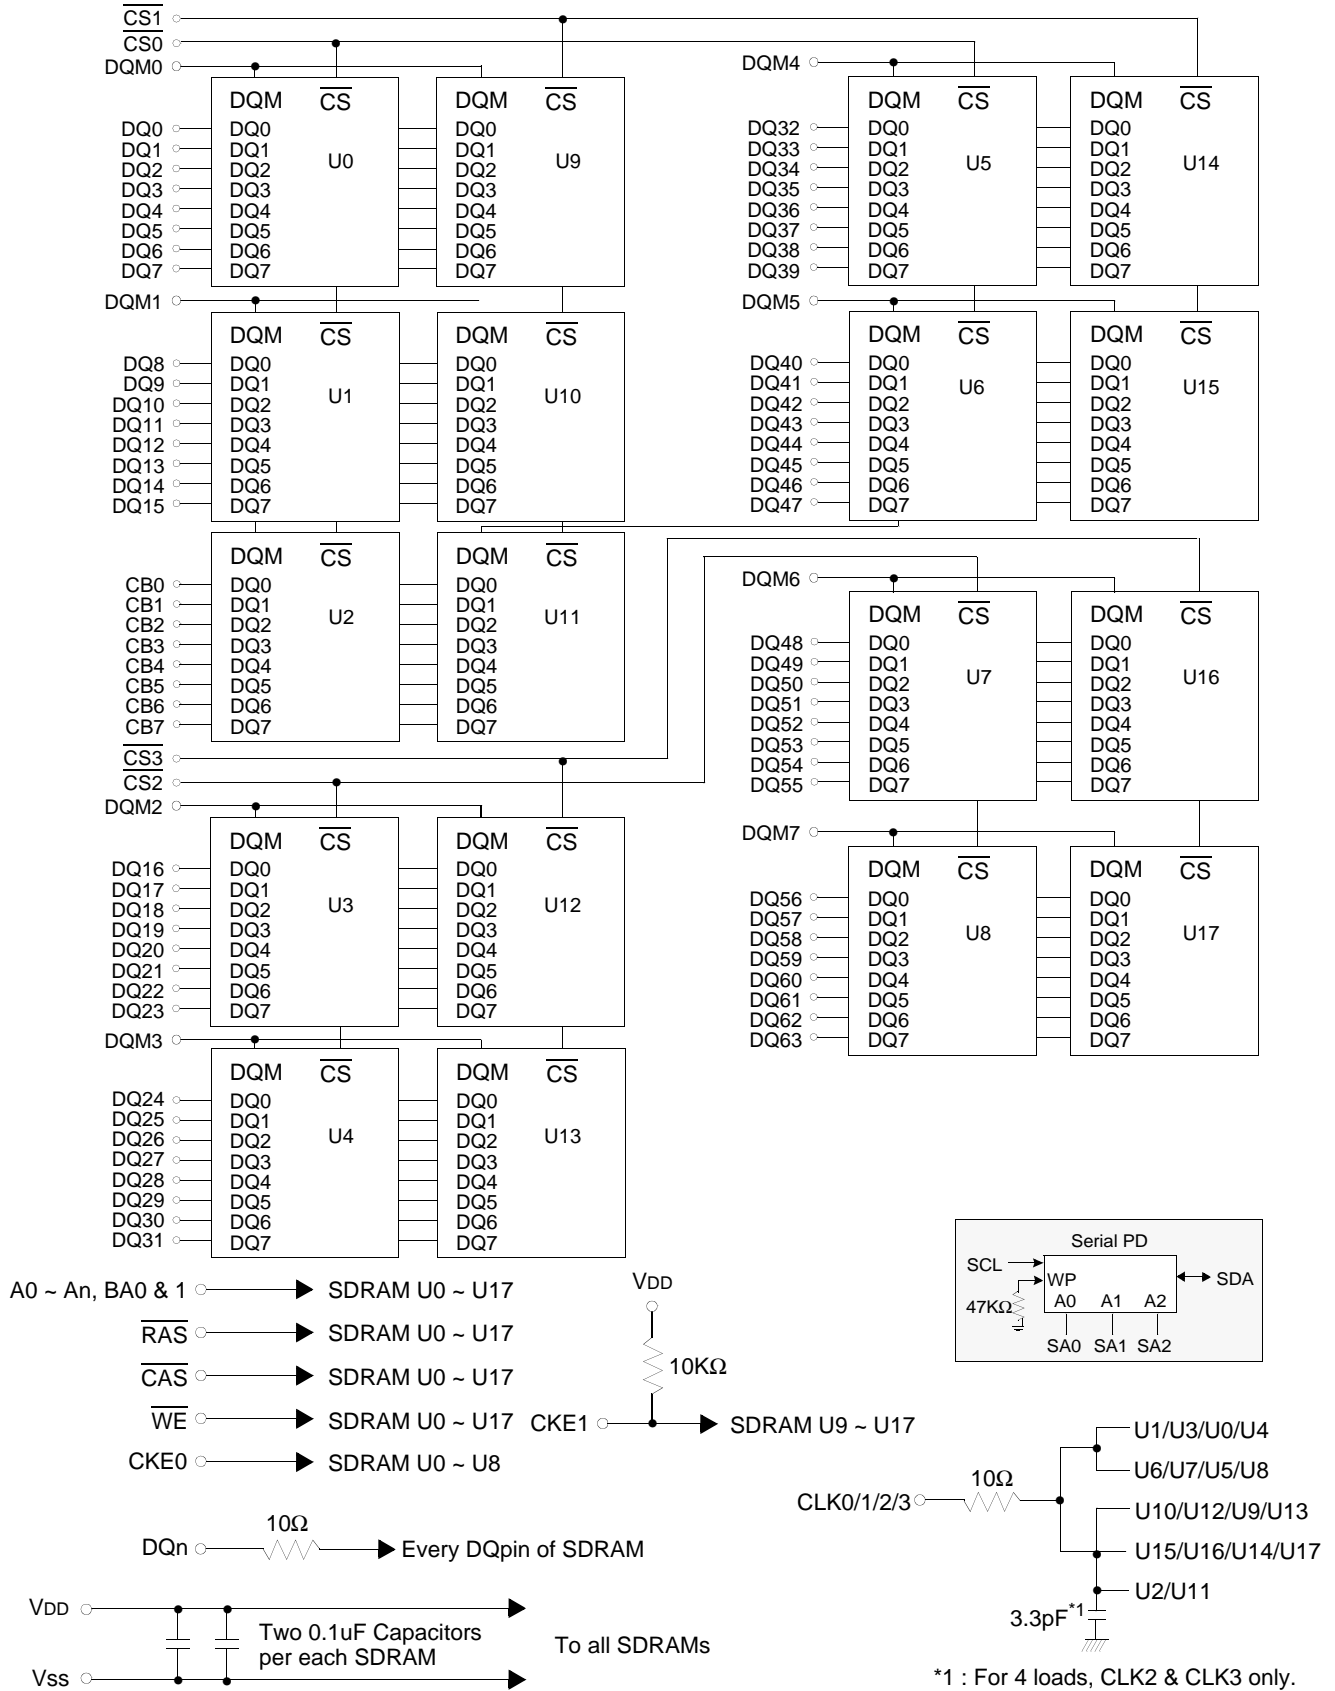 CS1
CS0
DQM0
DQM CS
DQM CS
DQ0 DQ0 DQ0
DQ1 DQ1 DQ1
U0 U9
DQ2 DQ2 DQ2
DQ3 DQ3 DQ3
DQ4 DQ4 DQ4
DQ5 DQ5 DQ5
DQ6 DQ6 DQ6
DQ7 DQ7 DQ7
DQM1
DQM CS
DQM CS
DQ8 DQ0 DQ0
DQ9 DQ1 DQ1
U1 U10
DQ10 DQ2 DQ2
DQ11 DQ3 DQ3
DQ12 DQ4 DQ4
DQ13 DQ5 DQ5
DQ14 DQ6 DQ6
DQ15 DQ7 DQ7
DQM CS
DQM CS
CB0 DQ0 DQ0
CB1 DQ1 DQ1
U2 U11
CB2 DQ2 DQ2
CB3 DQ3 DQ3
CB4 DQ4 DQ4
CB5 DQ5 DQ5
CB6 DQ6 DQ6
CB7 DQ7 DQ7
CS3
CS2
DQM2
DQM CS
DQM CS
DQ16 DQ0 DQ0
DQ17 DQ1 DQ1
U3 U12
DQ18 DQ2 DQ2
DQ19 DQ3 DQ3
DQ20 DQ4 DQ4
DQ21 DQ5 DQ5
DQ22 DQ6 DQ6
DQ23 DQ7 DQ7
DQM3
DQM CS
DQM CS
DQ24 DQ0 DQ0
DQ25 DQ1 DQ1
U4 U13
DQ26 DQ2 DQ2
DQ27 DQ3 DQ3
DQ28 DQ4 DQ4
DQ29 DQ5 DQ5
DQ30 DQ6 DQ6
DQ31 DQ7 DQ7
DQM4
DQM CS
DQM CS
DQ32 DQ0 DQ0
DQ33 DQ1 DQ1
U5 U14
DQ34 DQ2 DQ2
DQ35 DQ3 DQ3
DQ36 DQ4 DQ4
DQ37 DQ5 DQ5
DQ38 DQ6 DQ6
DQ39 DQ7 DQ7
DQM5
DQM CS
DQM CS
DQ40 DQ0 DQ0
DQ41 DQ1 DQ1
U6 U15
DQ42 DQ2 DQ2
DQ43 DQ3 DQ3
DQ44 DQ4 DQ4
DQ45 DQ5 DQ5
DQ46 DQ6 DQ6
DQ47 DQ7 DQ7
DQM6
DQM CS
DQM CS
DQ48 DQ0 DQ0
DQ49 DQ1 DQ1
U7 U16
DQ50 DQ2 DQ2
DQ51 DQ3 DQ3
DQ52 DQ4 DQ4
DQ53 DQ5 DQ5
DQ54 DQ6 DQ6
DQ55 DQ7 DQ7
DQM7
DQM CS
DQM CS
DQ56 DQ0 DQ0
DQ57 DQ1 DQ1
U8 U17
DQ58 DQ2 DQ2
DQ59 DQ3 DQ3
DQ60 DQ4 DQ4
DQ61 DQ5 DQ5
DQ62 DQ6 DQ6
DQ63 DQ7 DQ7
A0 ~ An, BA0 & 1 SDRAM U0 ~ U17
RAS SDRAM U0 ~ U17
CAS SDRAM U0 ~ U17
WE SDRAM U0 ~ U17
CKE0 SDRAM U0 ~ U8
VDD
10KΩ
CKE1 SDRAM U9 ~ U17
Serial PD
SCL
WP
SDA
47KΩ
A0 A1 A2
SA0 SA1 SA2
CLK0/1/2/3
10Ω
U1/U3/U0/U4
U6/U7/U5/U8
U10/U12/U9/U13
U15/U16/U14/U17
U2/U11
3.3pF*1
*1 : For 4 loads, CLK2 & CLK3 only.
10Ω
DQn Every DQpin of SDRAM
VDD
Two 0.1uF Capacitors
per each SDRAM
To all SDRAMs
Vss